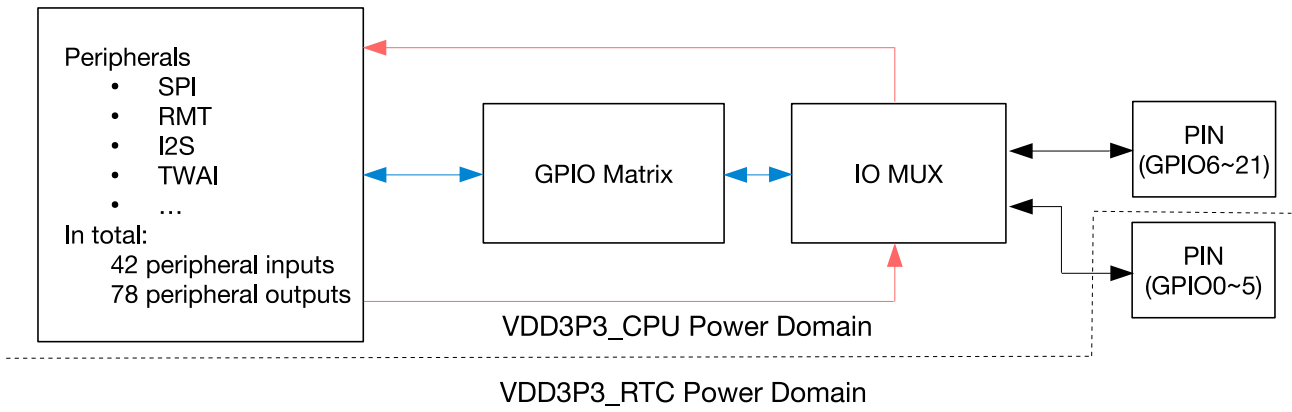 Peripherals
• SPI
• RMT
• I2S
• TWAI
• …
In total:
42 peripheral inputs
78 peripheral outputs
GPIO Matrix
IO MUX
PIN
(GPIO6~21)
PIN
(GPIO0~5)
VDD3P3_CPU Power Domain
VDD3P3_RTC Power Domain